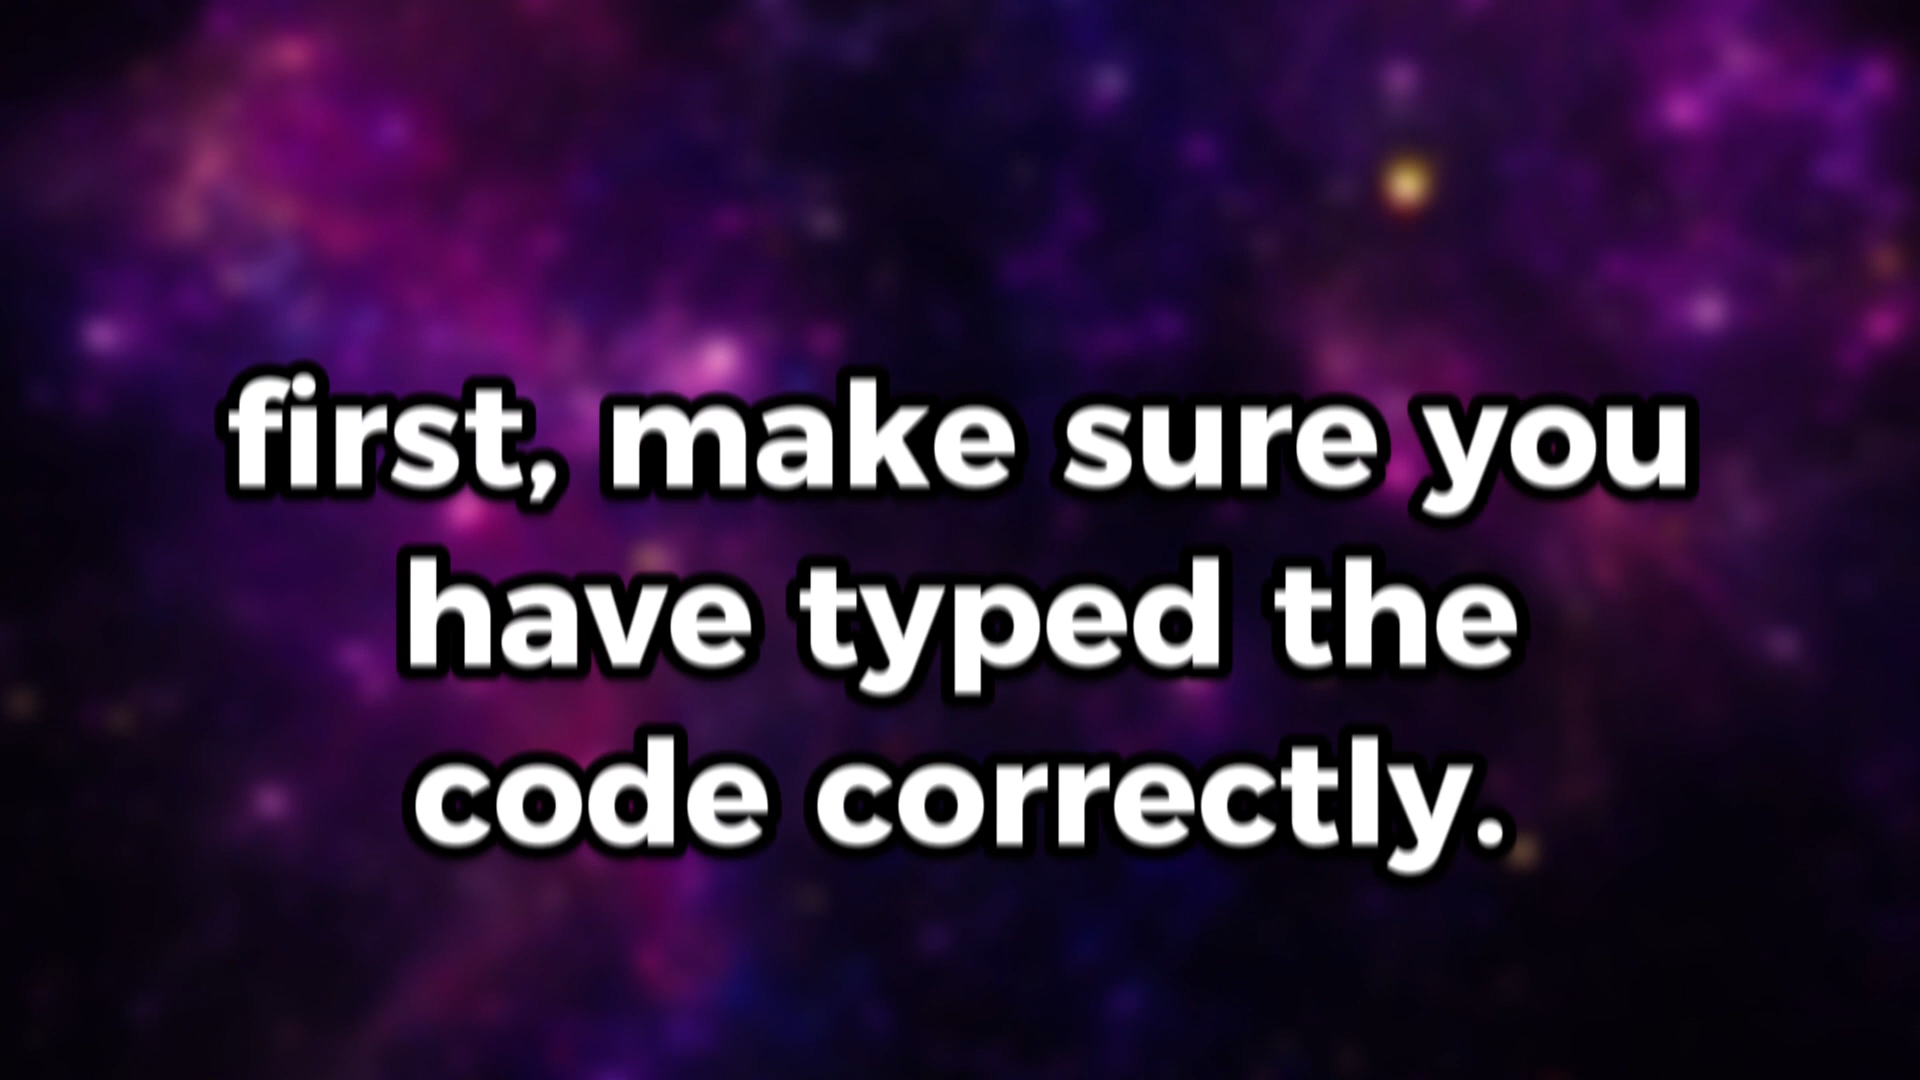 first, make sure you
have typed the
code correctly.